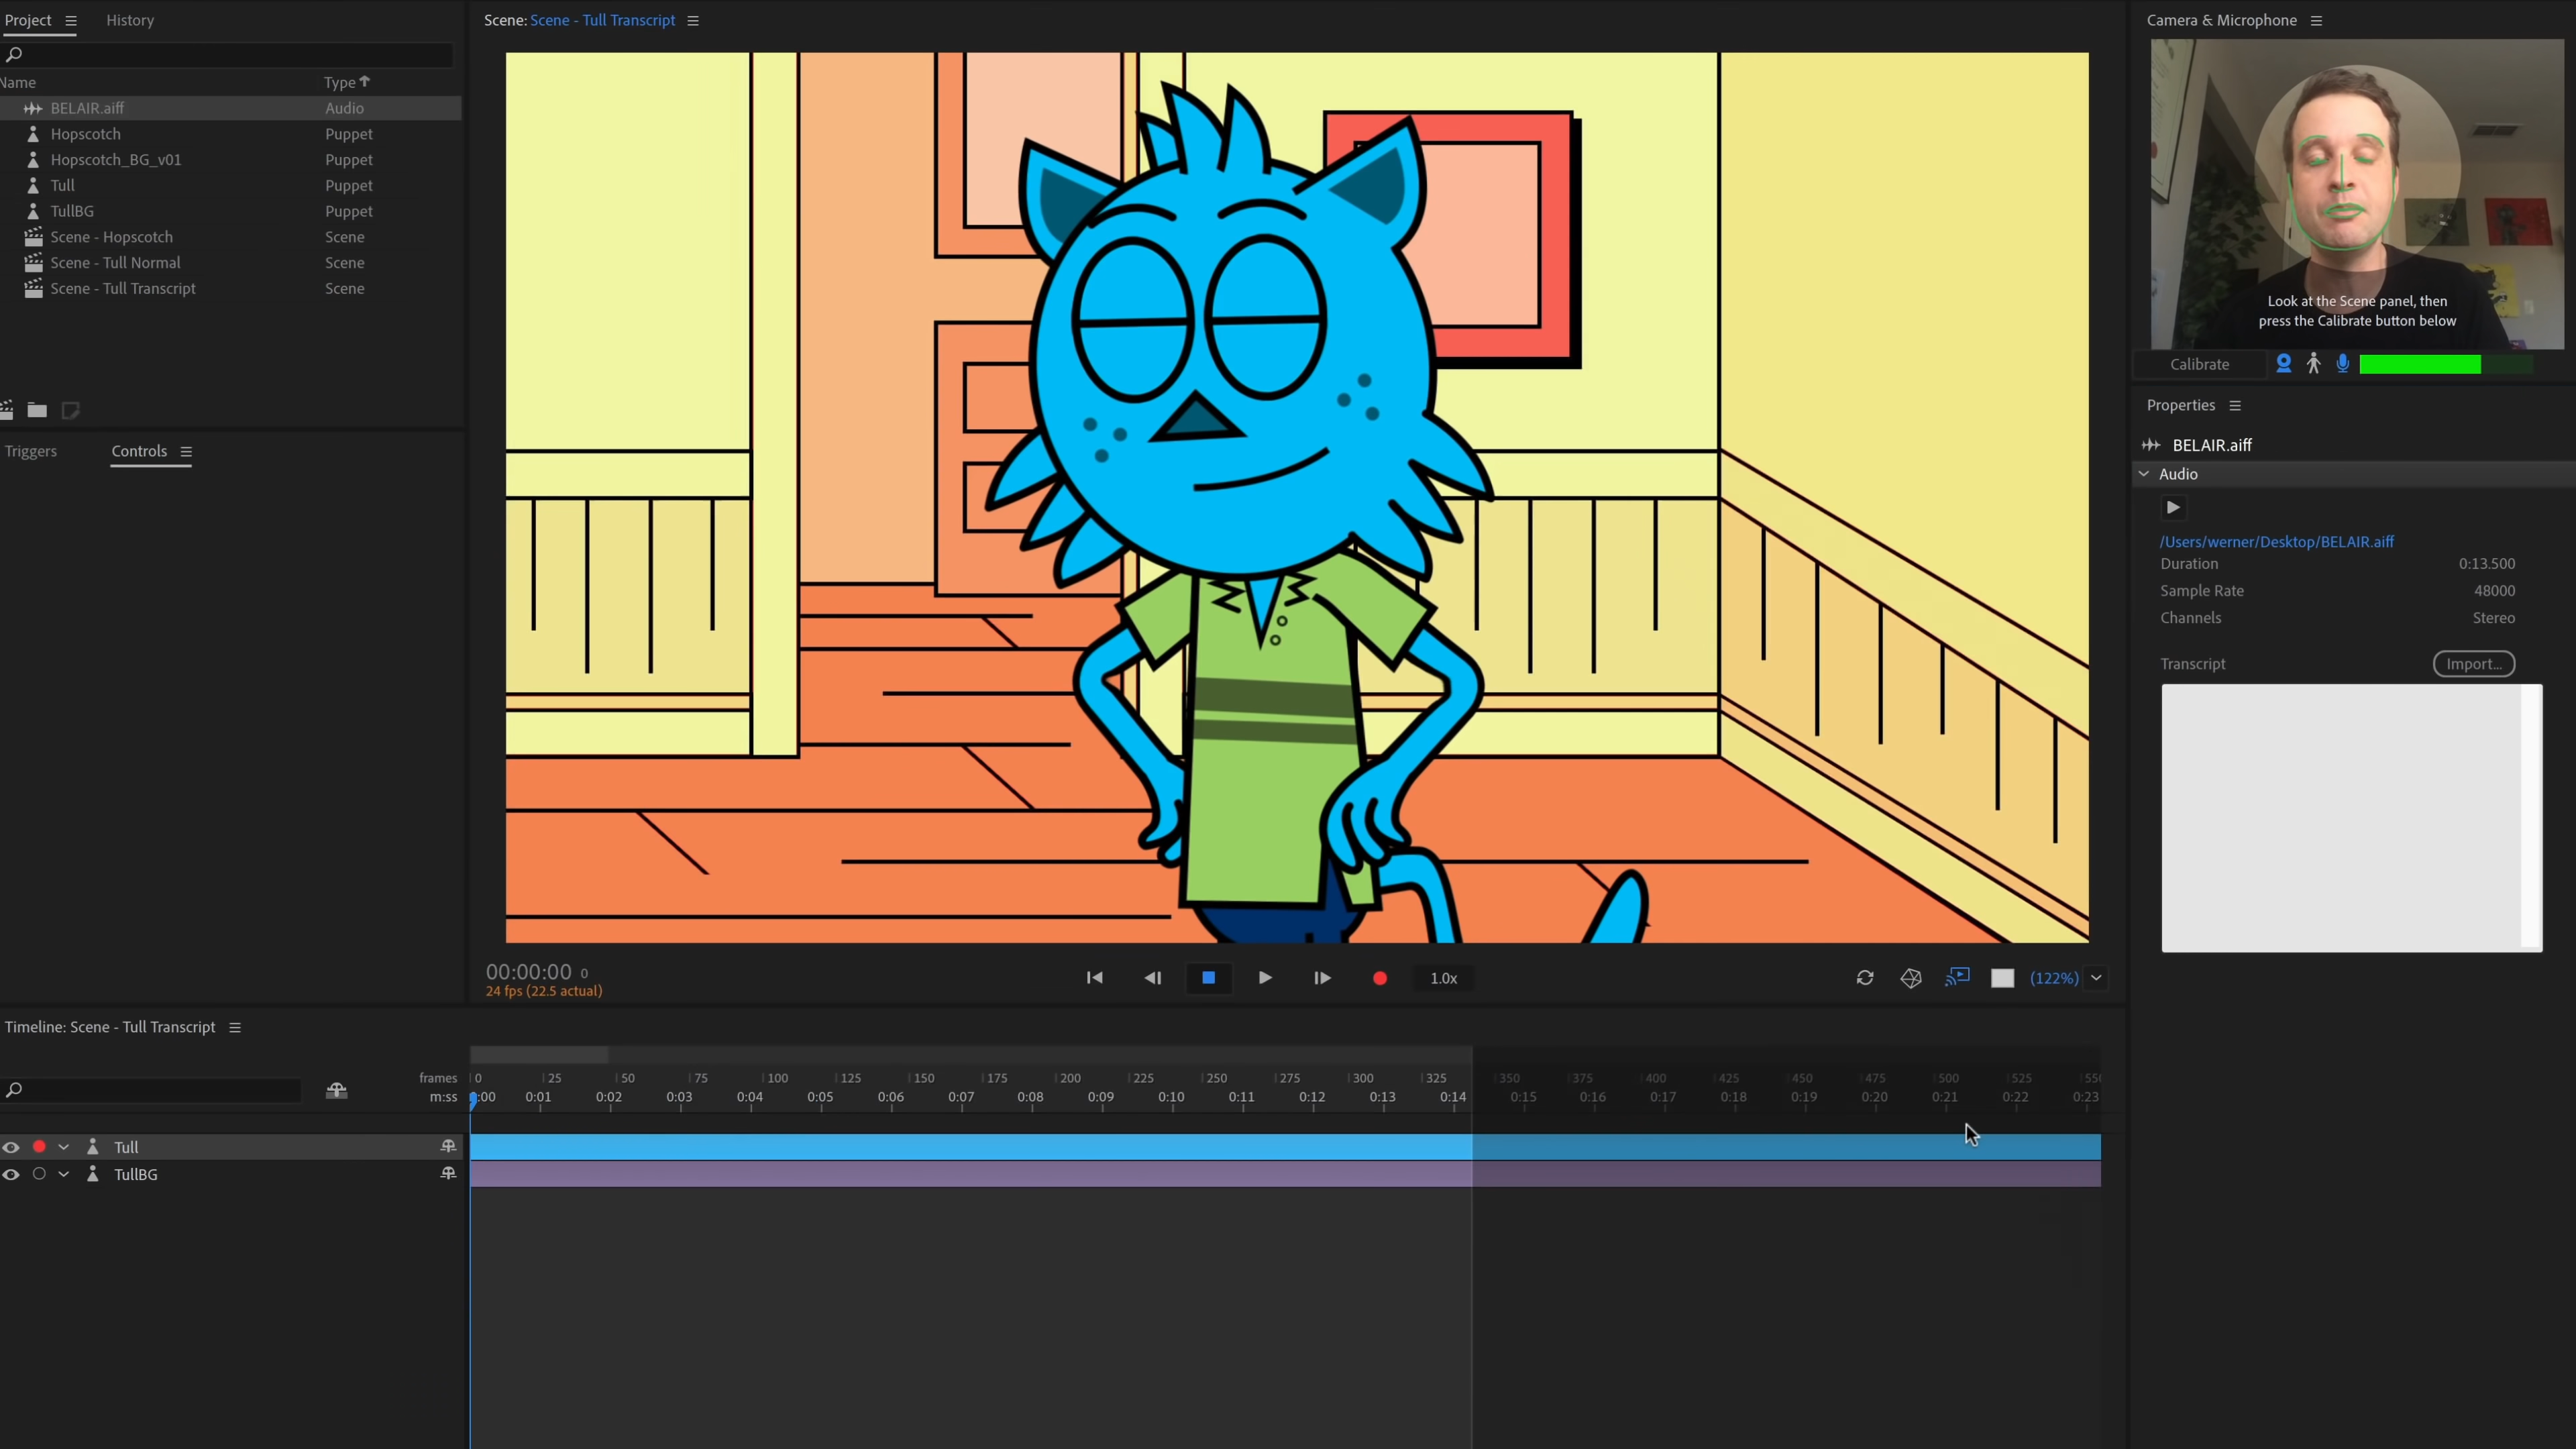 Project
History
Name
Type
BELAIR.aiff Audio
Hopscotch Puppet
Hopscotch_BG_v01 Puppet
Tull Puppet
TullBG Puppet
Scene - Hopscotch Scene
Scene - Tull Normal Scene
Scene - Tull Transcript Scene
Triggers
Controls
Scene: Scene - Tull Transcript
00:00:00 0
24 fps (22.5 actual)
1.0x
(122%)
Camera & Microphone
Look at the Scene panel, then
press the Calibrate button below
Calibrate
Properties
BELAIR.aiff
Audio
/Users/werner/Desktop/BELAIR.aiff
Duration 0:13.500
Sample Rate 48000
Channels Stereo
Transcript Import...
Timeline: Scene - Tull Transcript
frames 0 25 50 75 100 125 150 175 200 225 250 275 300 325 350 375 400 425 450 475 500 525 550
m:ss :00 0:01 0:02 0:03 0:04 0:05 0:06 0:07 0:08 0:09 0:10 0:11 0:12 0:13 0:14 0:15 0:16 0:17 0:18 0:19 0:20 0:21 0:22 0:23
Tull
TullBG